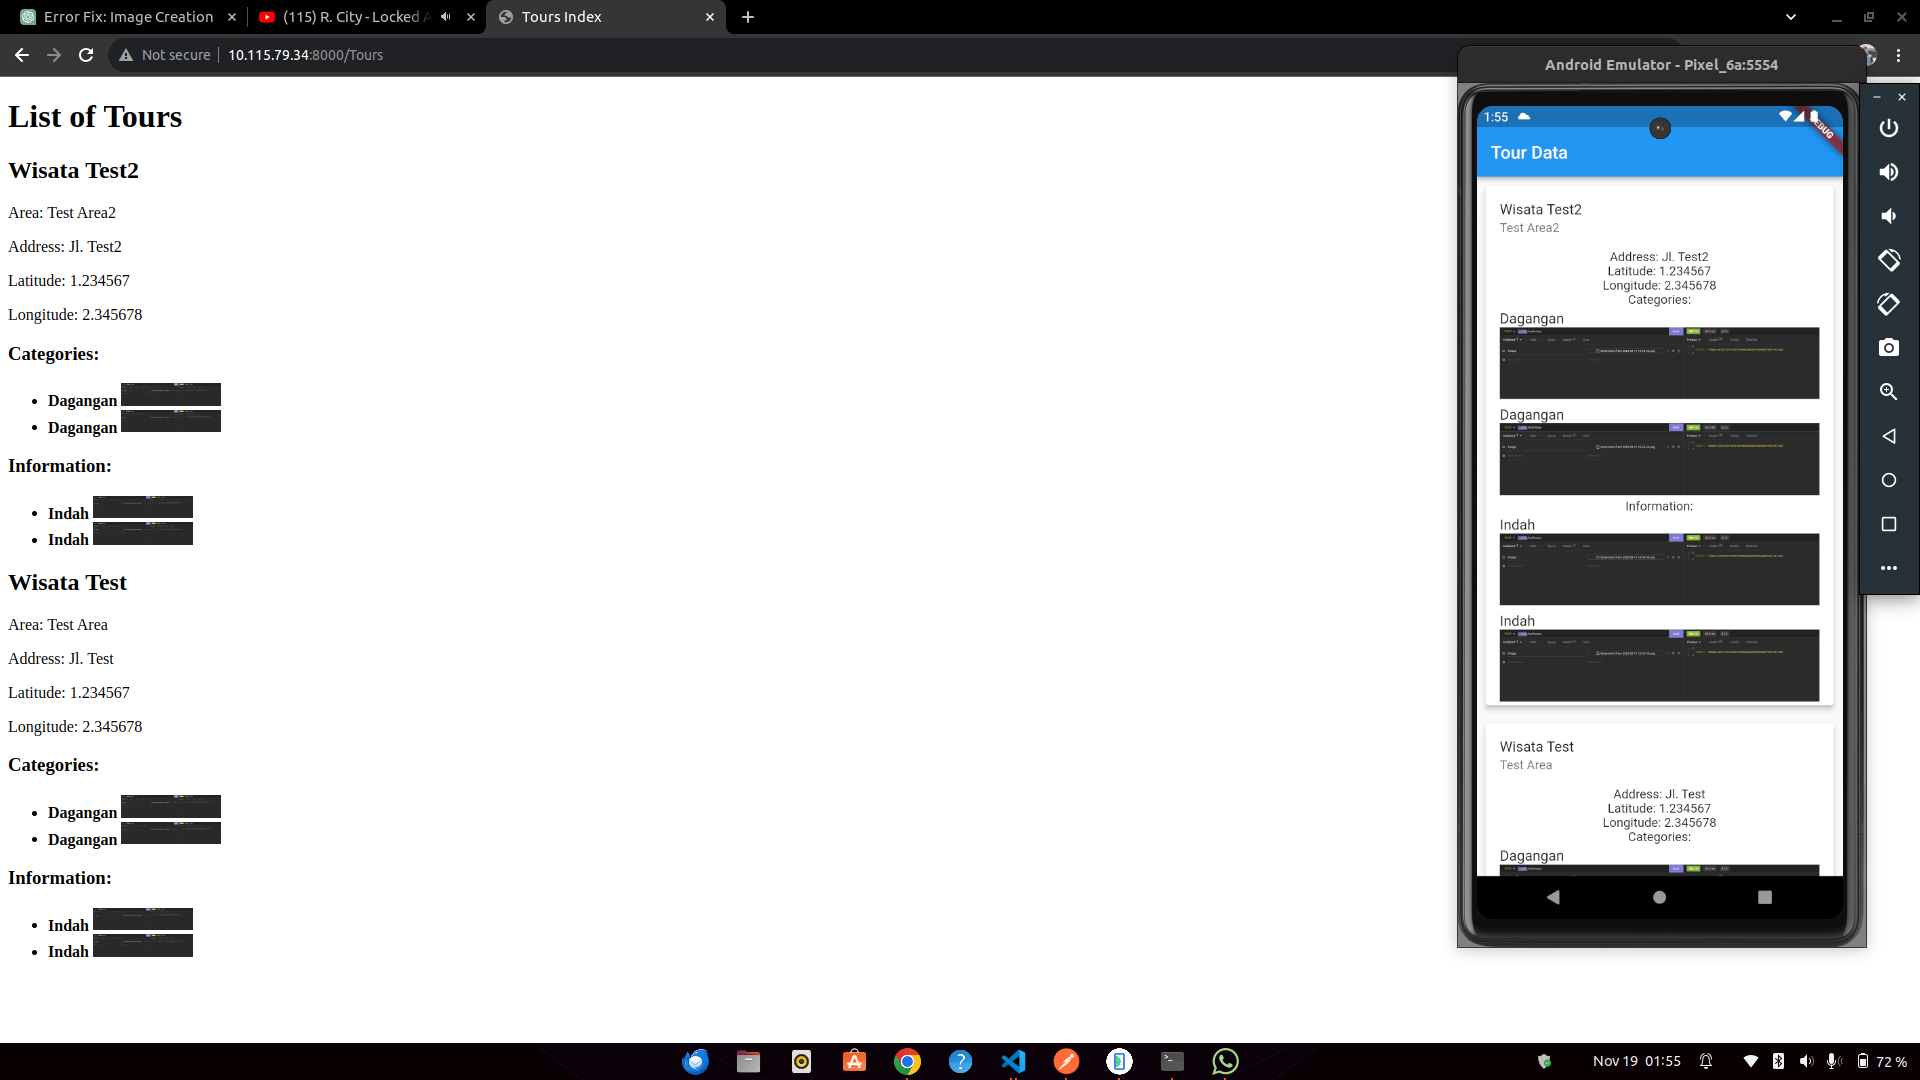 Error Fix: Image Creation
(115) R. City - Locked A
Tours Index
Not secure
10.115.79.34:8000/Tours
List of Tours
Wisata Test2
Area: Test Area2
Address: Jl. Test2
Latitude: 1.234567
Longitude: 2.345678
Categories:
Dagangan
Dagangan
Information:
Indah
Indah
Wisata Test
Area: Test Area
Address: Jl. Test
Latitude: 1.234567
Longitude: 2.345678
Categories:
Dagangan
Dagangan
Information:
Indah
Indah
Android Emulator - Pixel_6a:5554
1:55
Tour Data
Wisata Test2
Test Area2
Address: Jl. Test2
Latitude: 1.234567
Longitude: 2.345678
Categories:
Dagangan
Dagangan
Information:
Indah
Indah
Wisata Test
Test Area
Address: Jl. Test
Latitude: 1.234567
Longitude: 2.345678
Categories:
Dagangan
Nov 19 01:55
72 %